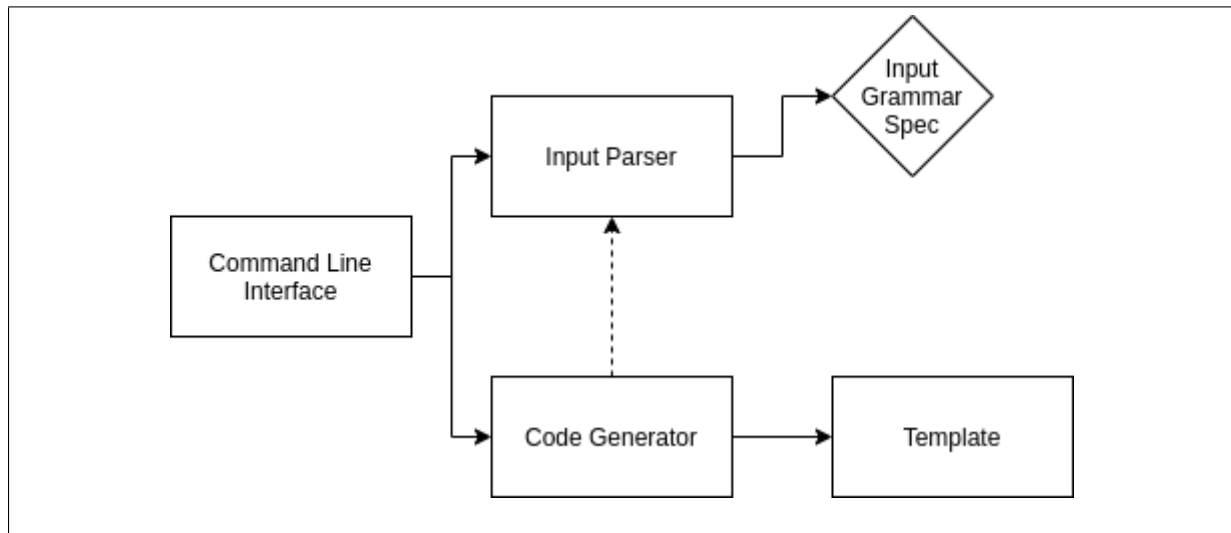 Input
Grammar
Spec
Input Parser
Command Line
Interface
Code Generator
Template